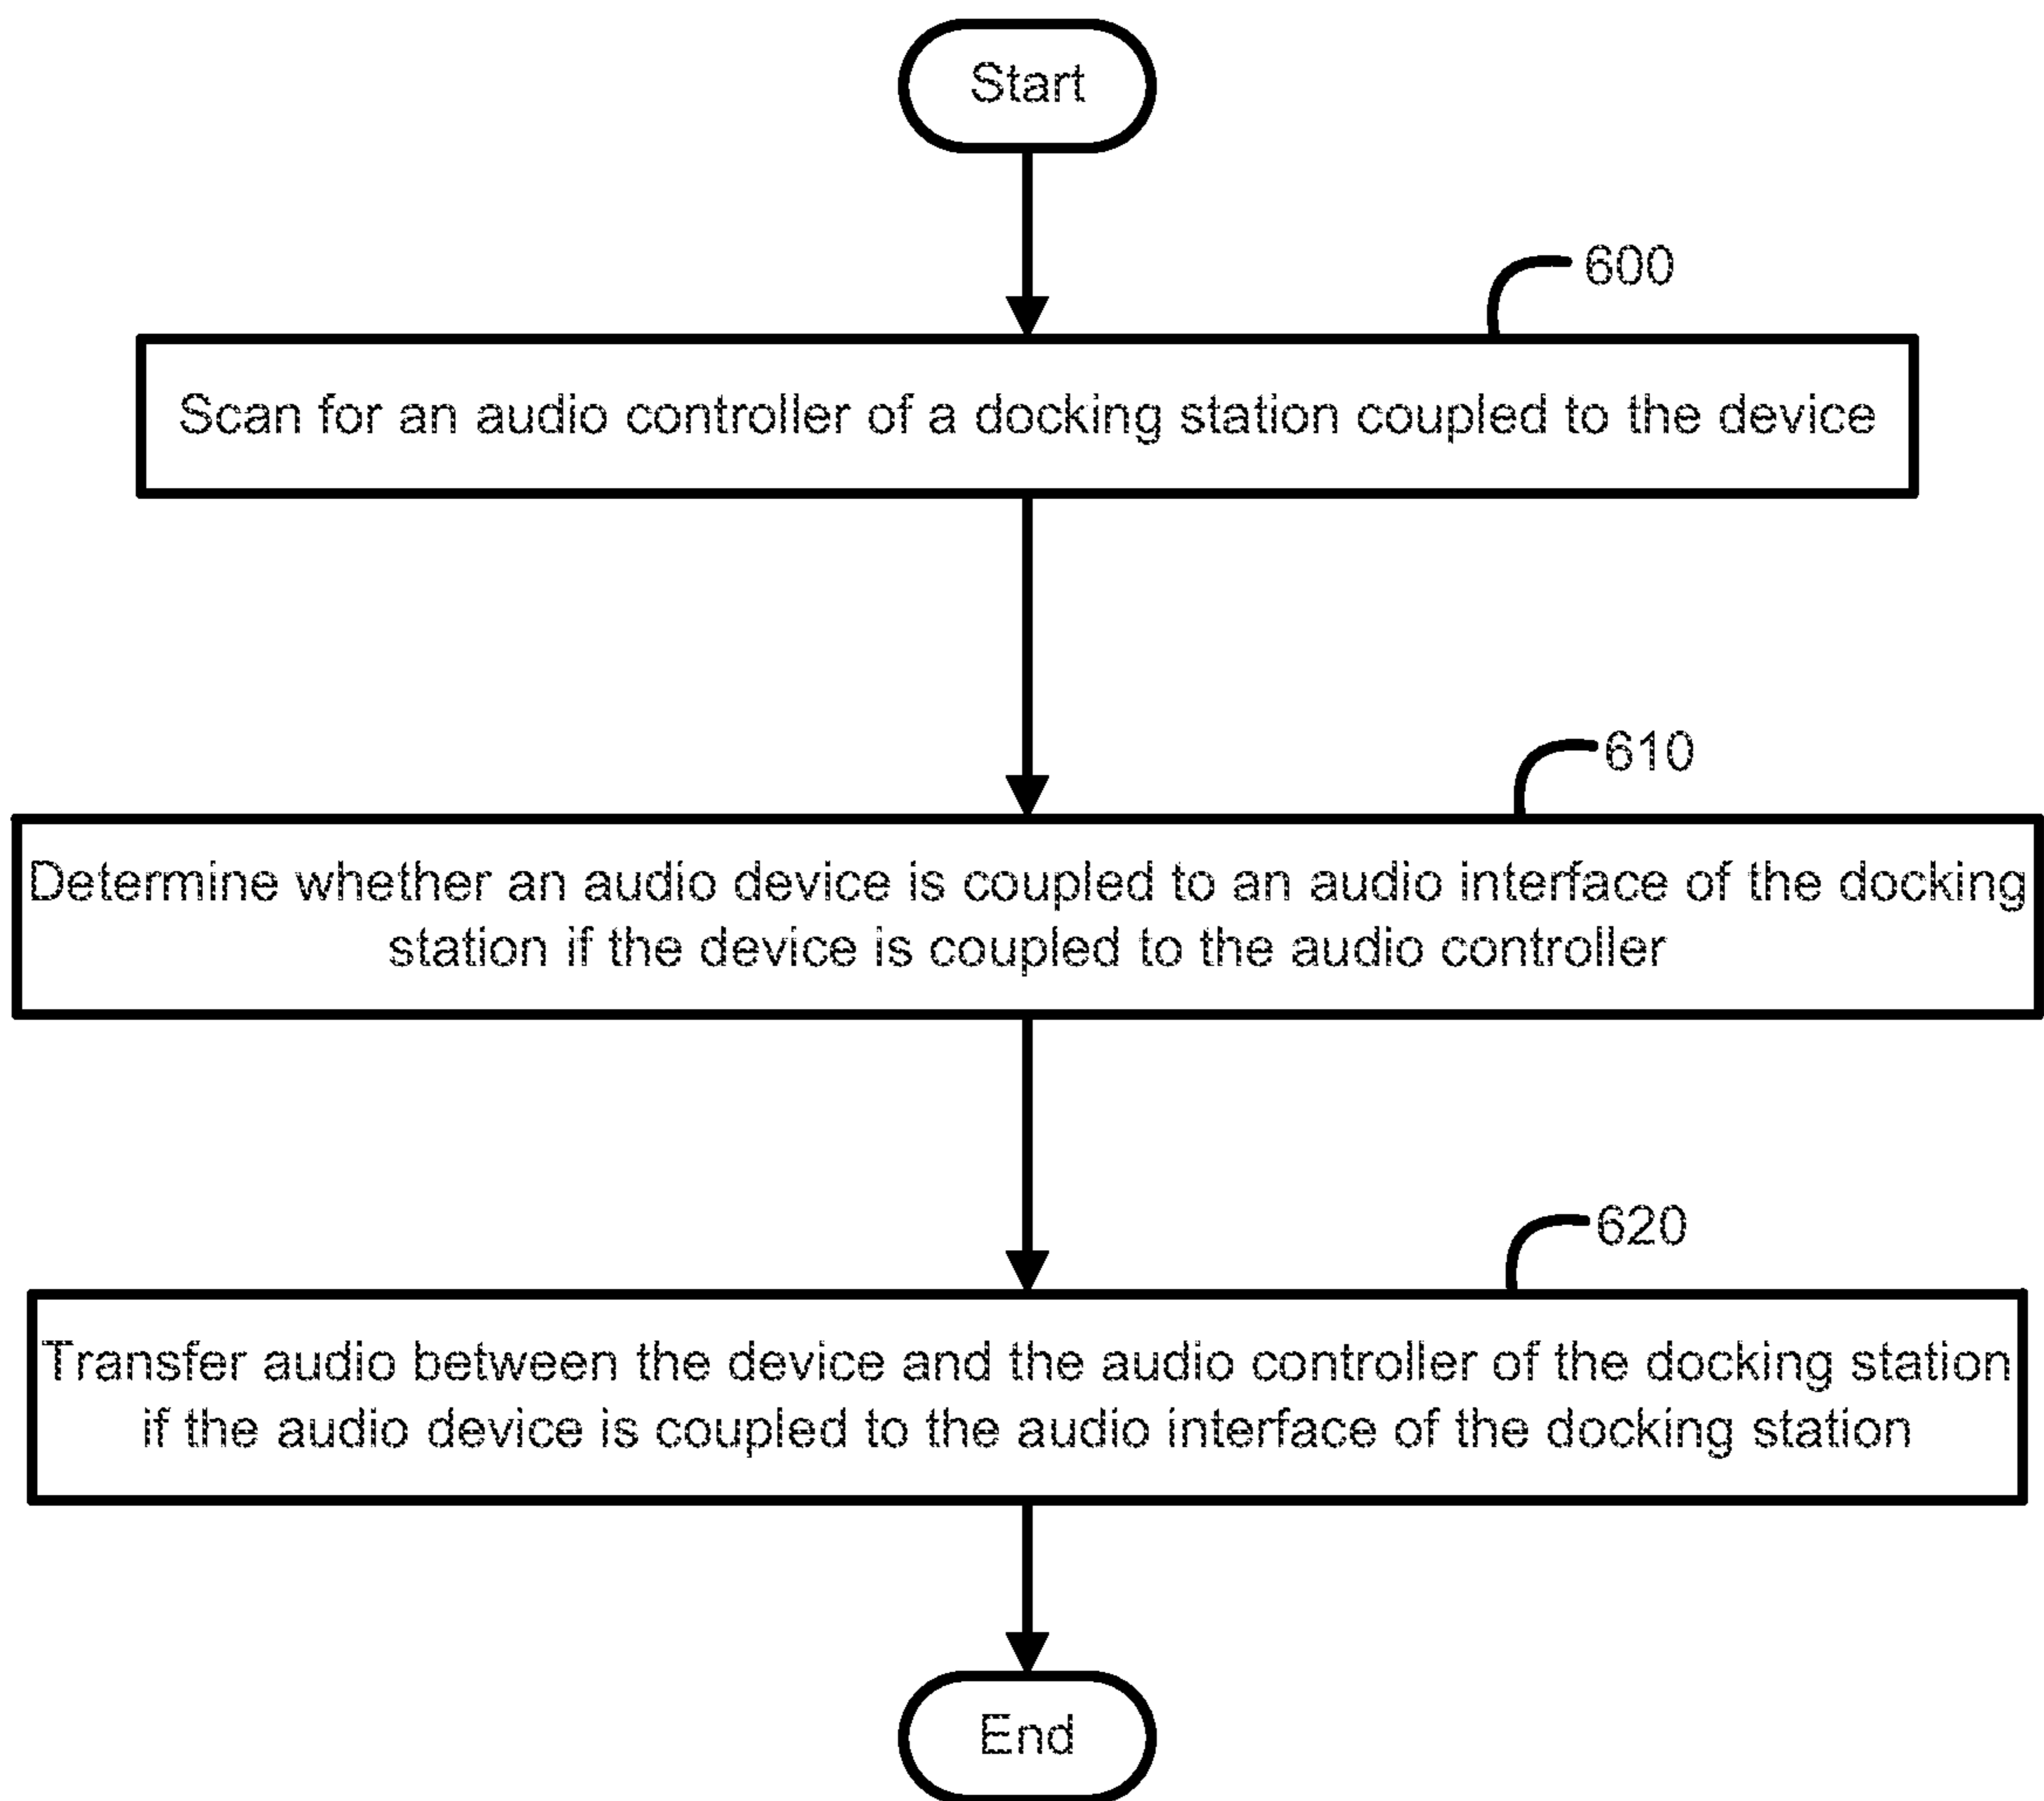 Start
600
Scan for an audio controller of a docking station coupled to the device
610
Determine whether an audio device is coupled to an audio interface of the docking
station if the device is coupled to the audio controller
620
Transfer audio between the device and the audio controller of the docking station
if the audio device is coupled to the audio interface of the docking station
End